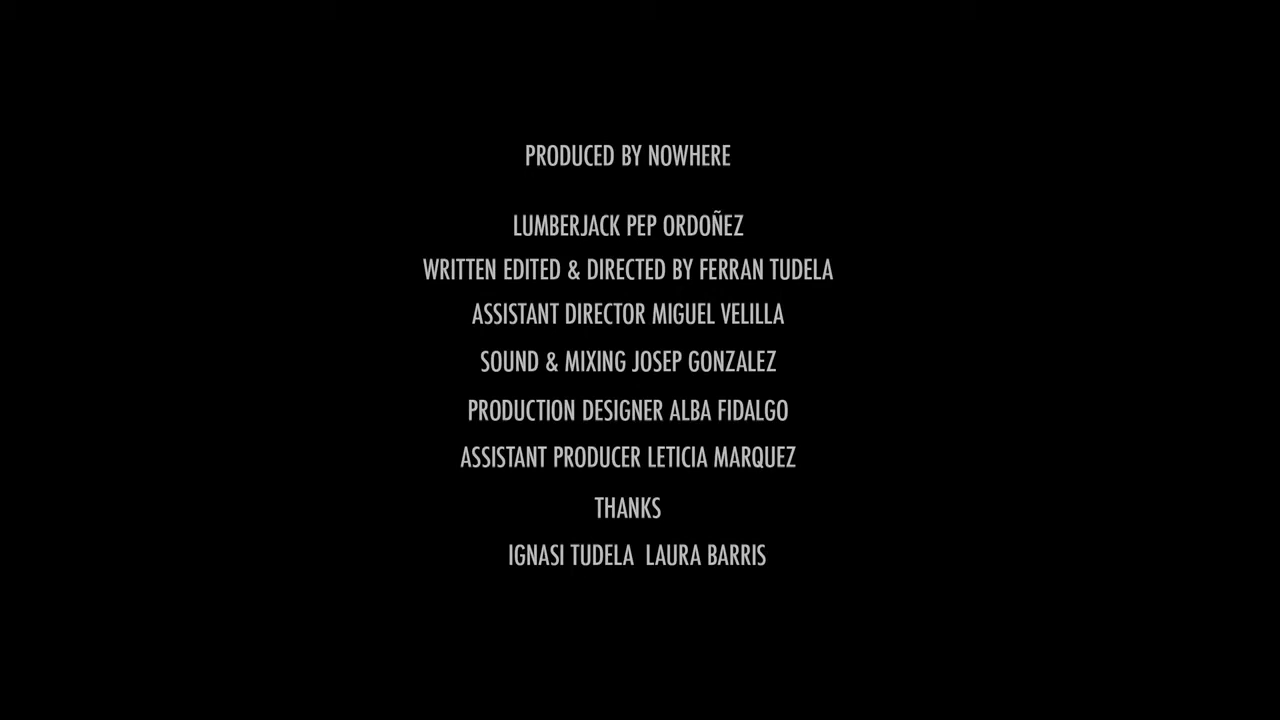 PRODUCED BY NOWHERE
LUMBERJACK PEP ORDOÑEZ
WRITTEN EDITED & DIRECTED BY FERRAN TUDELA
ASSISTANT DIRECTOR MIGUEL VELILLA
SOUND & MIXING JOSEP GONZALEZ
PRODUCTION DESIGNER ALBA FIDALGO
ASSISTANT PRODUCER LETICIA MARQUEZ
THANKS
IGNASI TUDELA LAURA BARRIS